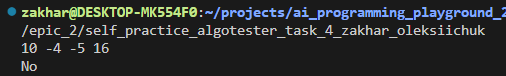 zakhar@DESKTOP-MK554F0:~/projects/ai_programming_playground_2
/epic_2/self_practice_algotester_task_4_zakhar_oleksiichuk
10 -4 -5 16
No